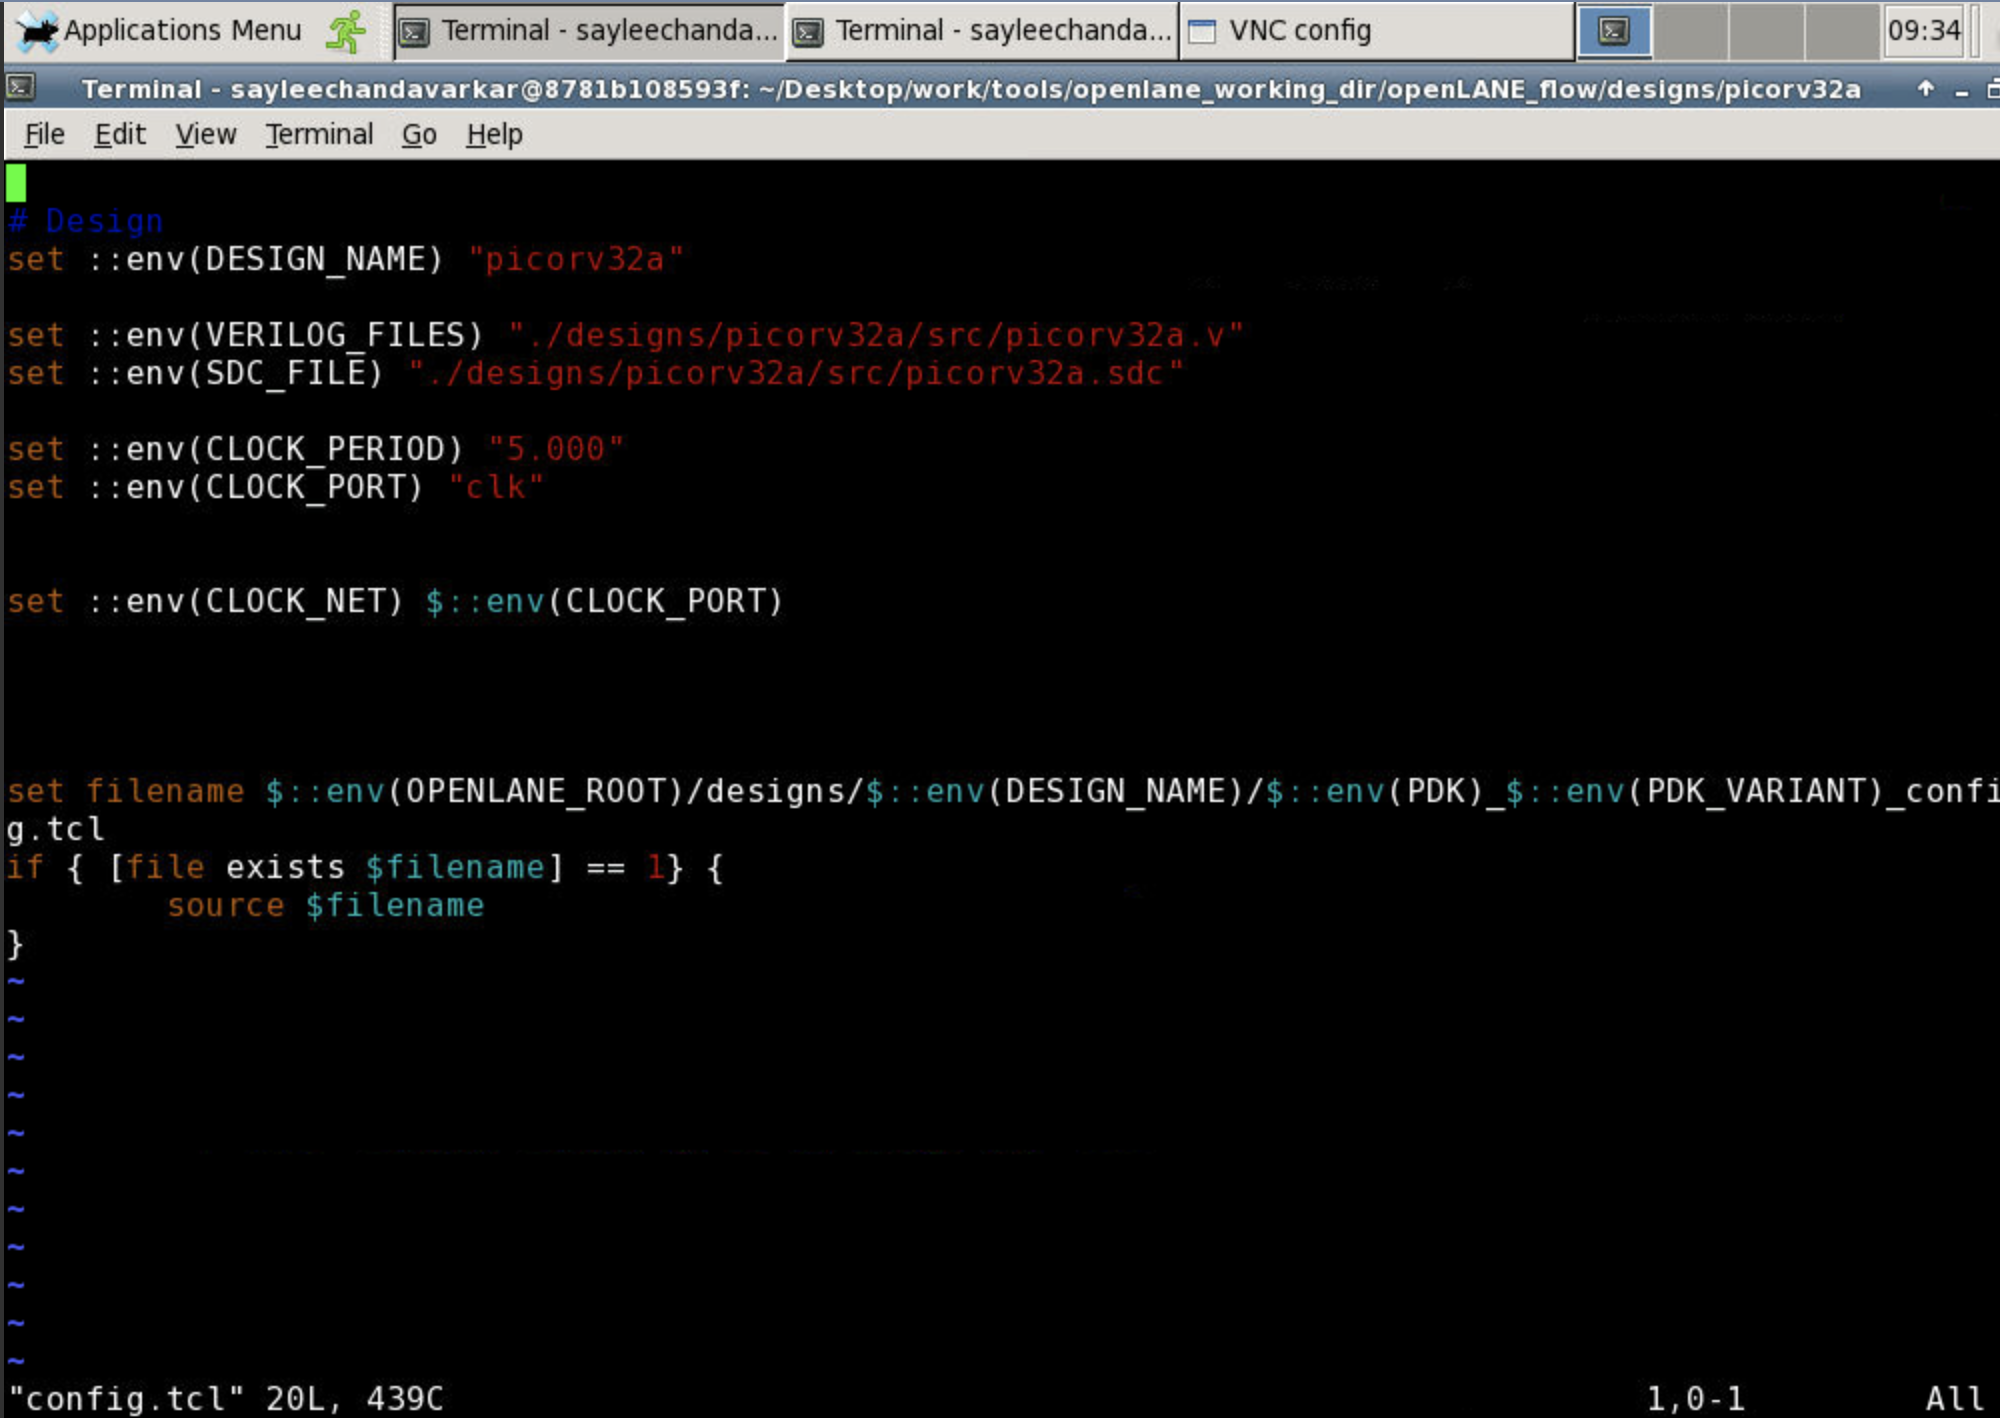 Applications Menu
Terminal - sayleechanda...
Terminal - sayleechanda...
VNC config
09:34
Terminal - sayleechandavarkar@8781b108593f: ~/Desktop/work/tools/openlane_working_dir/openLANE_flow/designs/picorv32a
File Edit View Terminal Go Help
# Design
set ::env(DESIGN_NAME) "picorv32a"
set ::env(VERILOG_FILES) "./designs/picorv32a/src/picorv32a.v"
set ::env(SDC_FILE) "./designs/picorv32a/src/picorv32a.sdc"
set ::env(CLOCK_PERIOD) "5.000"
set ::env(CLOCK_PORT) "clk"
set ::env(CLOCK_NET) $::env(CLOCK_PORT)
set filename $::env(OPENLANE_ROOT)/designs/$::env(DESIGN_NAME)/$::env(PDK)_$::env(PDK_VARIANT)_confi
g.tcl
if { [file exists $filename] == 1} {
source $filename
}
~
~
~
~
~
~
~
~
~
~
~
"config.tcl" 20L, 439C 1,0-1 All